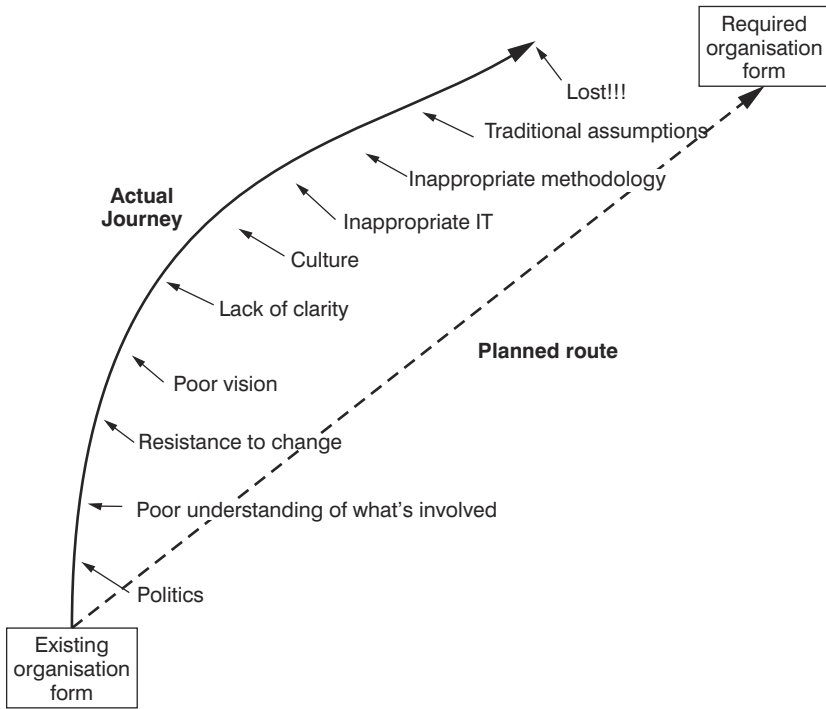 Required
organisation
form
Lost!!!
Traditional assumptions
Inappropriate methodology
Actual
Journey
Inappropriate IT
Culture
Lack of clarity
Planned route
Poor vision
Resistance to change
Poor understanding of what's involved
Politics
Existing
organisation
form